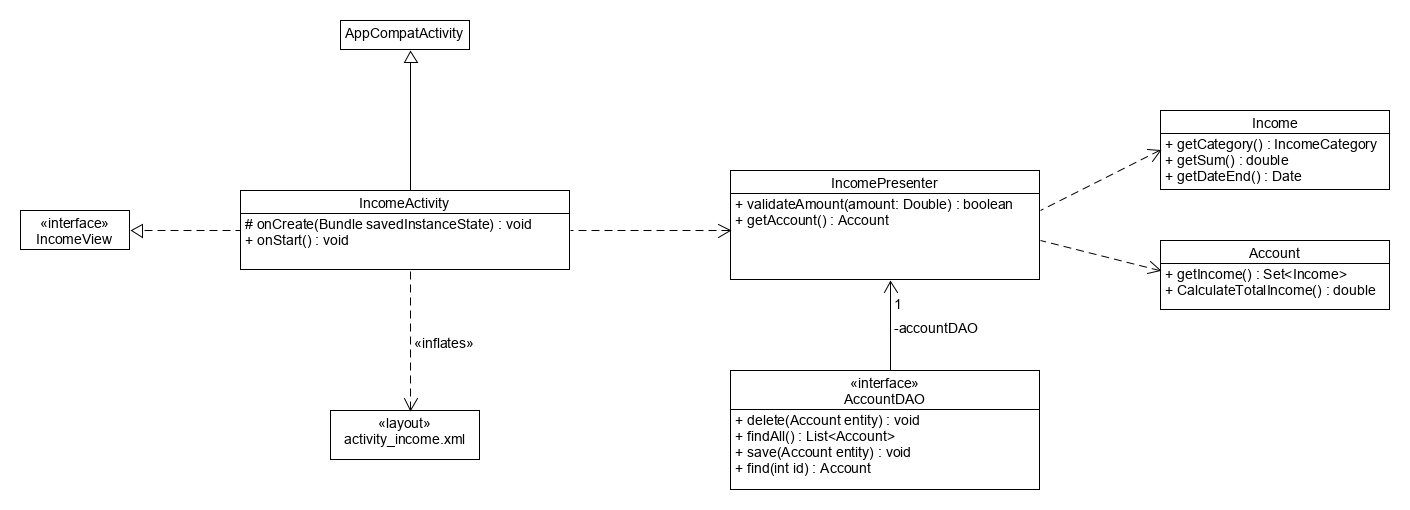 AppCompatActivity
«interface»
IncomeView
IncomeActivity
# onCreate(Bundle savedInstanceState) : void
+ onStart() : void
«inflates»
«layout»
activity_income.xml
IncomePresenter
+ validateAmount(amount: Double) : boolean
+ getAccount() : Account
1
-accountDAO
«interface»
AccountDAO
+ delete(Account entity) : void
+ findAll() : List<Account>
+ save(Account entity) : void
+ find(int id) : Account
Income
+ getCategory() : IncomeCategory
+ getSum() : double
+ getDateEnd() : Date
Account
+ getIncome() : Set<Income>
+ CalculateTotalIncome() : double